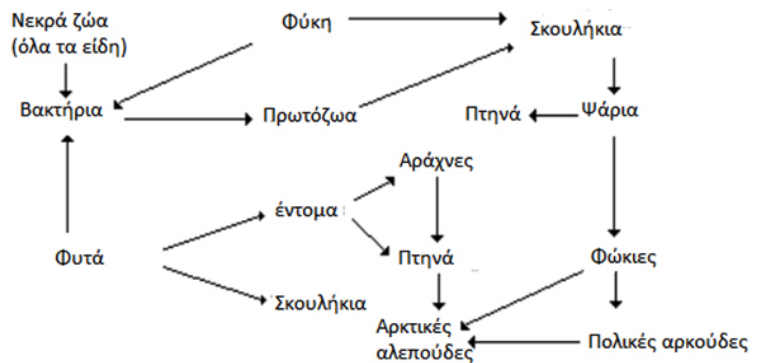 Νεκρά ζώα
(όλα τα είδη)
Φύκη
Σκουλήκια
Βακτήρια
Πρωτόζωα
Πτηνά
Ψάρια
Αράχνες
έντομα
Φυτά
Πτηνά
Φώκιες
Σκουλήκια
Αρκτικές
αλεπούδες
Πολικές αρκούδες